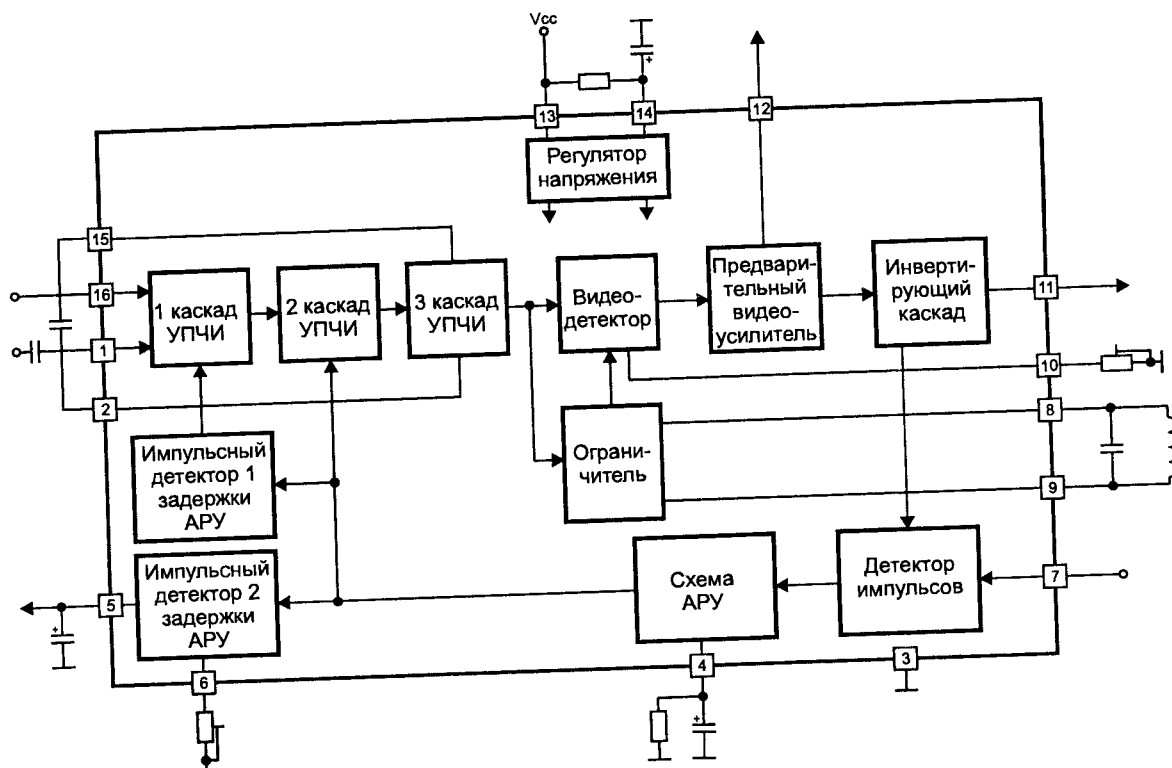 Vcc
+
13
14
12
Регулятор
напряжения
15
16
1
2
1 каскад
УПЧИ
2 каскад
УПЧИ
3 каскад
УПЧИ
Видео-
детектор
Предвари-
тельный
видео-
усилитель
Инверти-
рующий
каскад
11
10
8
9
Ограни-
читель
Импульсный
детектор 1
задержки
АРУ
Импульсный
детектор 2
задержки
АРУ
Схема
АРУ
Детектор
импульсов
7
5
+
6
4
3
+